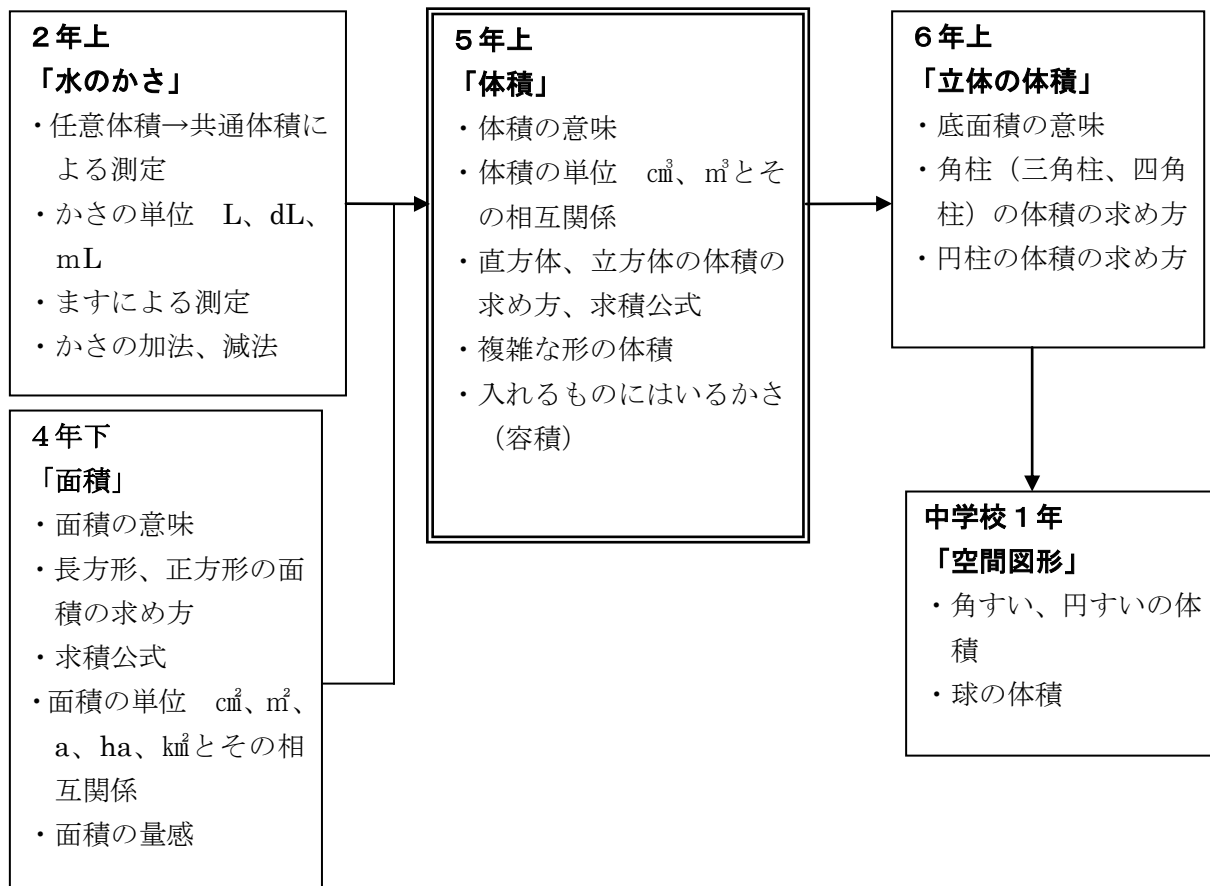 ２年上
「水のかさ」
・任意体積→共通体積に
よる測定
・かさの単位　L、dL、
mL
・ますによる測定
・かさの加法、減法
４年下
「面積」
・面積の意味
・長方形、正方形の面
積の求め方
・求積公式
・面積の単位　㎠、㎡、
a、ha、㎢とその相
互関係
・面積の量感
５年上
「体積」
・体積の意味
・体積の単位　㎤、㎥とそ
の相互関係
・直方体、立方体の体積の
求め方、求積公式
・複雑な形の体積
・入れるものにはいるかさ
（容積）
６年上
「立体の体積」
・底面積の意味
・角柱（三角柱、四角
柱）の体積の求め方
・円柱の体積の求め方
中学校１年
「空間図形」
・角すい、円すいの体
積
・球の体積